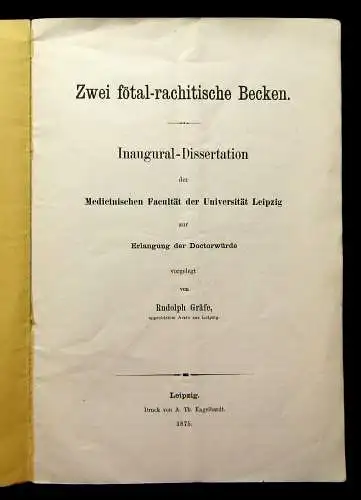 Zwei fötal-rachitische Becken.
Inaugural-Dissertation
der
Medicinischen Facultät der Universität Leipzig
zur
Erlangung der Doctorwürde
vorgelegt
von
Rudolph Gräfe,
approbirtem Arzte aus Leipzig.
Leipzig.
Druck von A. Th. Engelhardt.
1875.